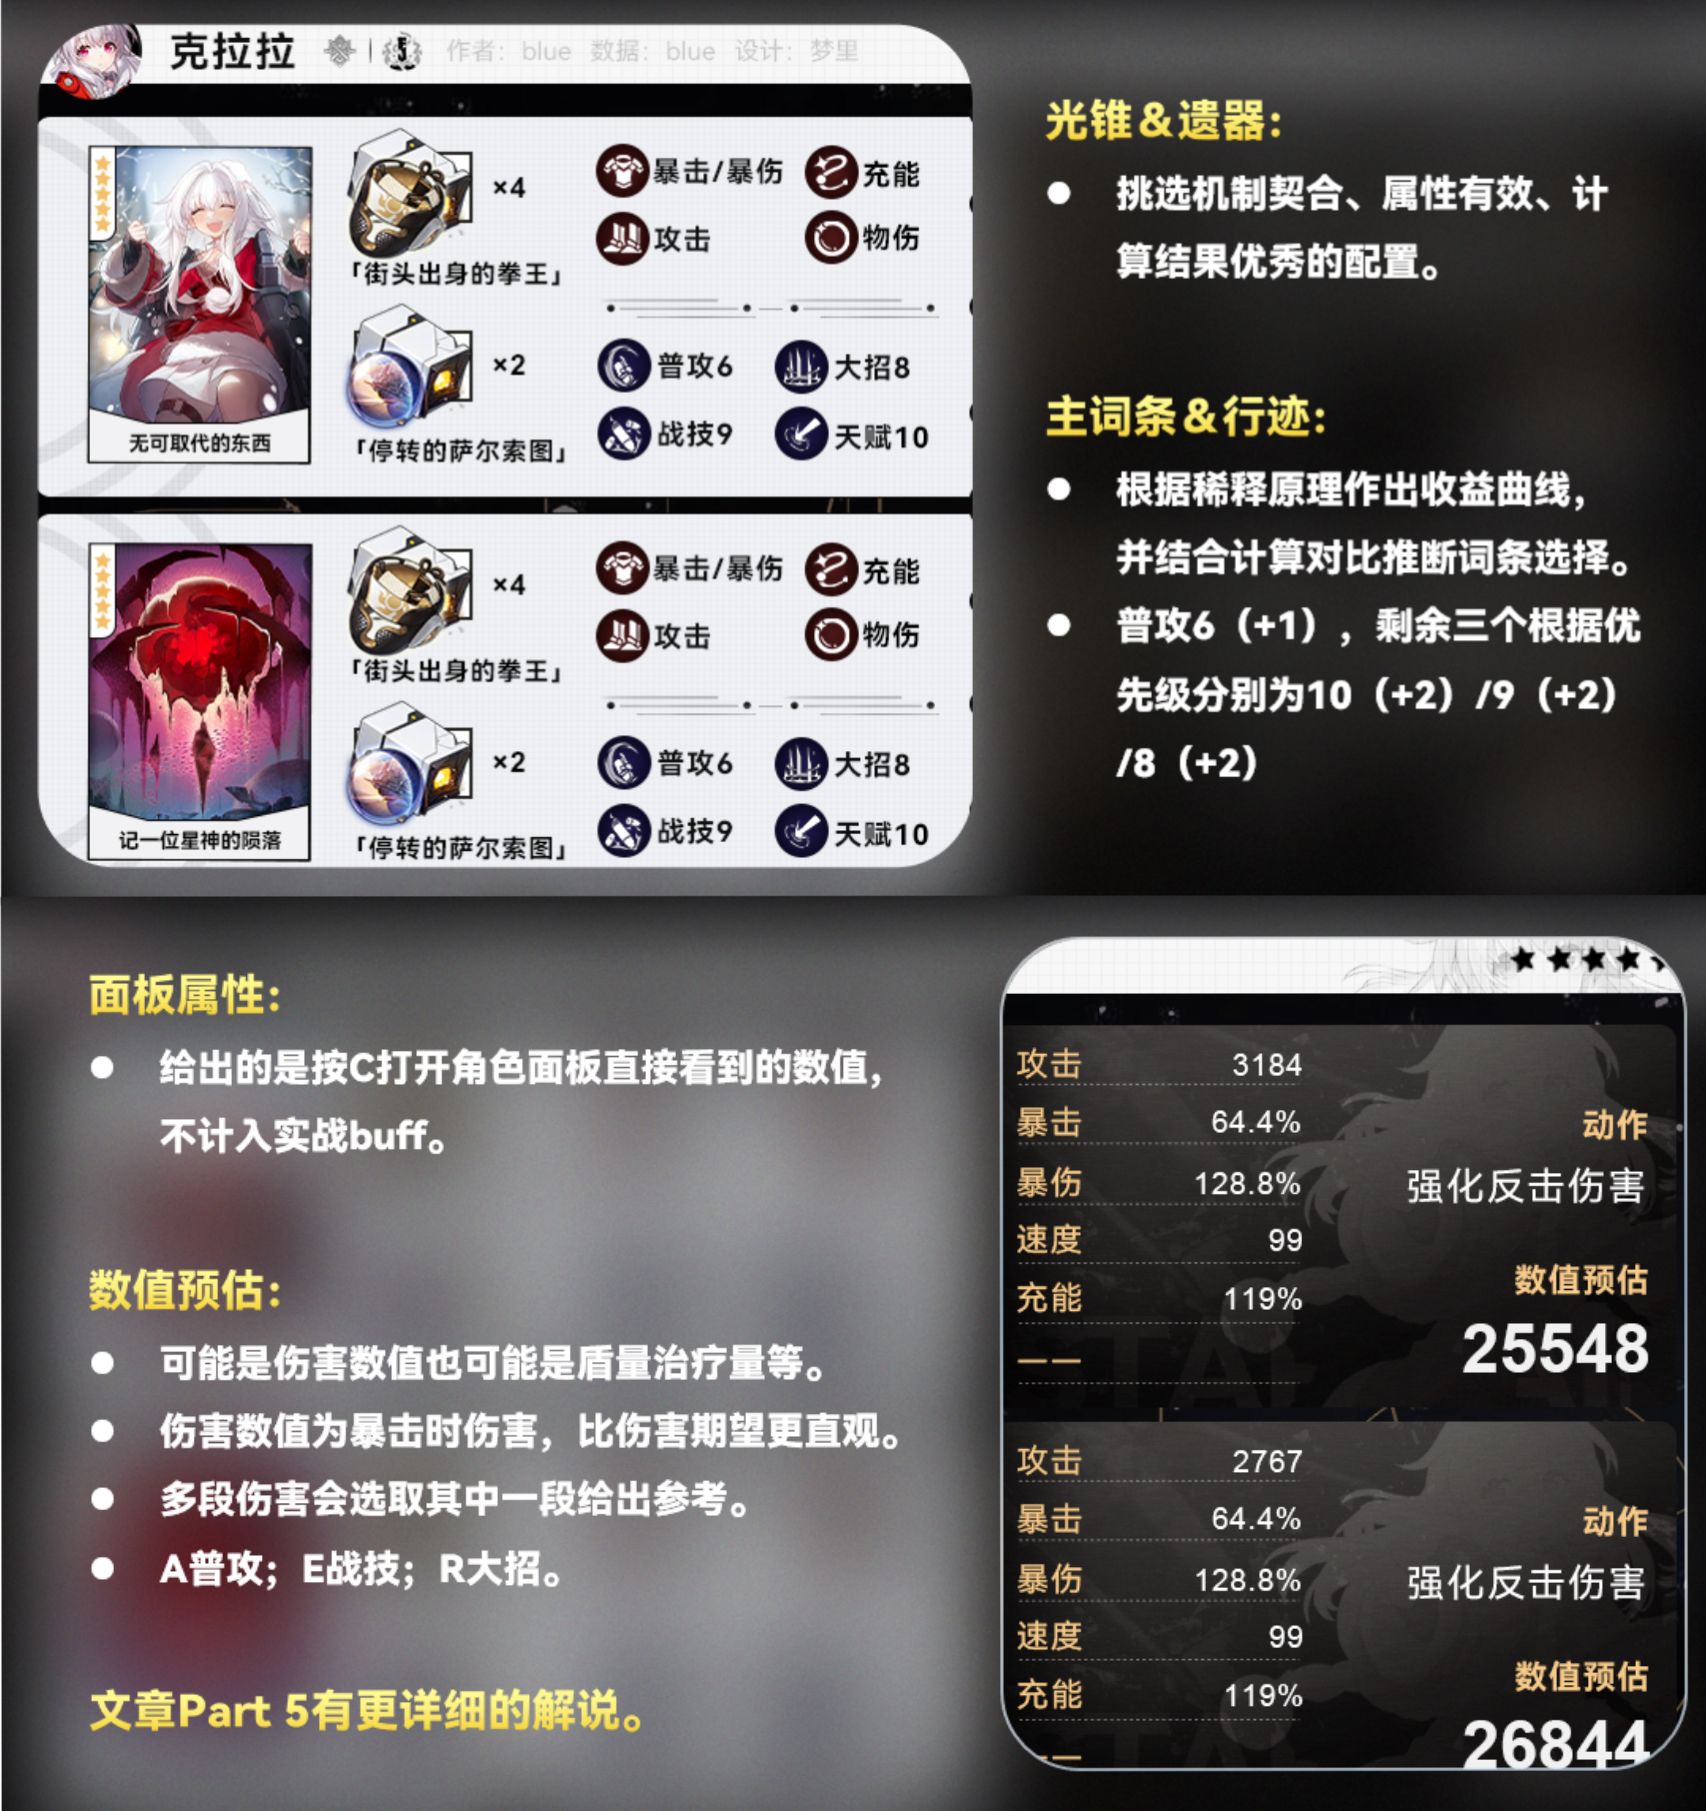 克拉拉 5 作者：blue 数据：blue 设计：梦里
无可取代的东西
×4
「街头出身的拳王」
×2
「停转的萨尔索图」
暴击/暴伤 充能
攻击 物伤
普攻6 大招8
战技9 天赋10
记一位星神的陨落
×4
「街头出身的拳王」
×2
「停转的萨尔索图」
暴击/暴伤 充能
攻击 物伤
普攻6 大招8
战技9 天赋10
光锥&遗器:
● 挑选机制契合、属性有效、计
算结果优秀的配置。
主词条&行迹:
● 根据稀释原理作出收益曲线，
并结合计算对比推断词条选择。
● 普攻6（+1），剩余三个根据优
先级分别为10（+2）/9（+2）
/8（+2）
面板属性:
● 给出的是按C打开角色面板直接看到的数值，
不计入实战buff。
数值预估:
● 可能是伤害数值也可能是盾量治疗量等。
● 伤害数值为暴击时伤害，比伤害期望更直观。
● 多段伤害会选取其中一段给出参考。
● A普攻；E战技；R大招。
文章Part 5有更详细的解说。
攻击 3184
暴击 64.4%
暴伤 128.8%
速度 99
充能 119%
——
动作
强化反击伤害
数值预估
25548
攻击 2767
暴击 64.4%
暴伤 128.8%
速度 99
充能 119%
——
动作
强化反击伤害
数值预估
26844